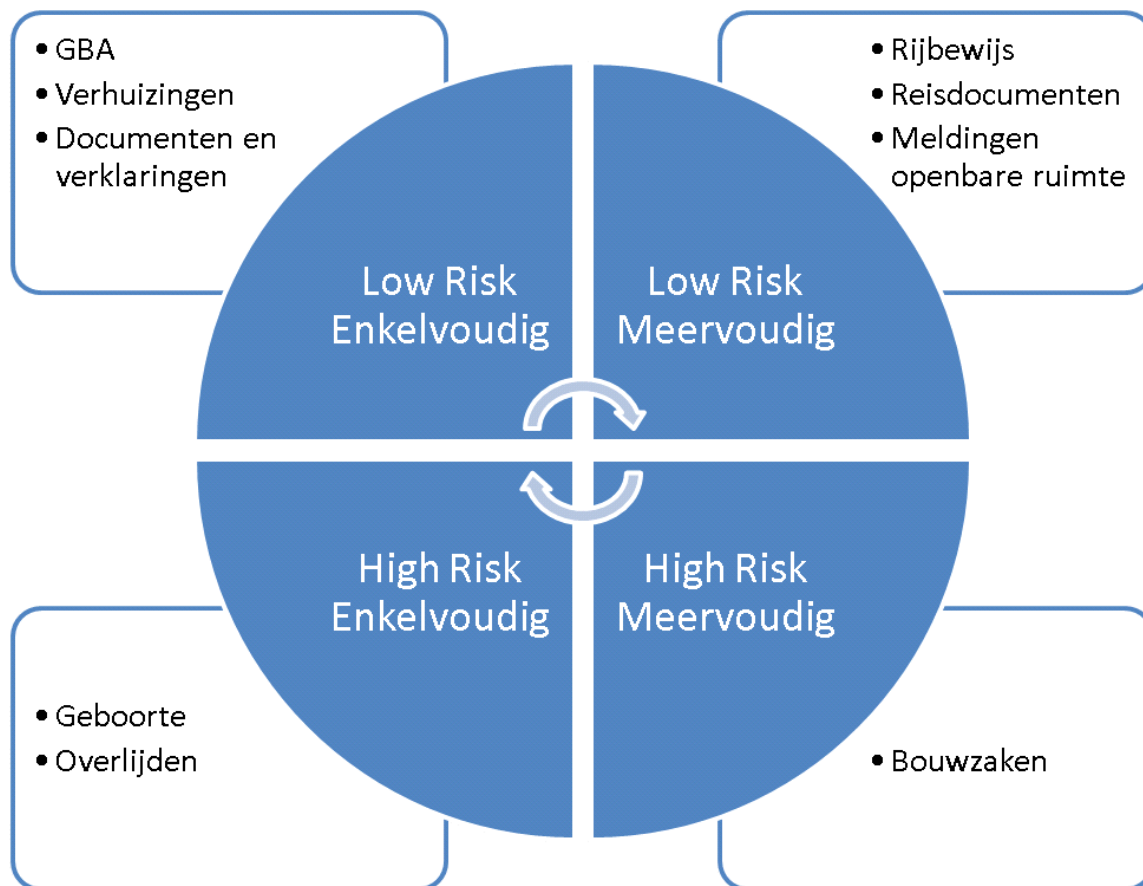 • GBA
• Verhuizingen
• Documenten en
verklaringen
• Rijbewijs
• Reisdocumenten
• Meldingen
openbare ruimte
Low Risk
Enkelvoudig
Low Risk
Meervoudig
High Risk
Enkelvoudig
High Risk
Meervoudig
• Geboorte
• Overlijden
• Bouwzaken